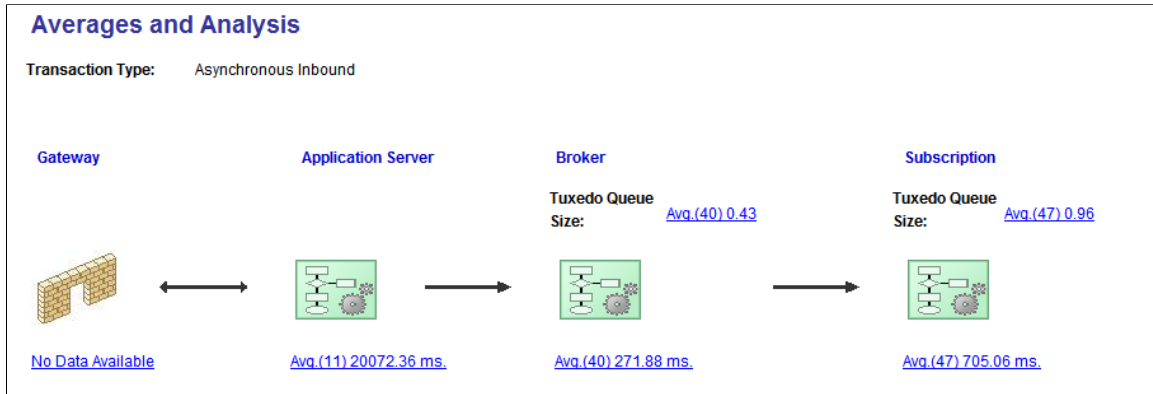 Averages and Analysis
Transaction Type: Asynchronous Inbound
Gateway Application Server Broker Subscription
Tuxedo Queue Size: Avg.(40) 0.43
Tuxedo Queue Size: Avg.(47) 0.96
No Data Available Avg.(11) 20072.36 ms. Avg.(40) 271.88 ms. Avg.(47) 705.06 ms.